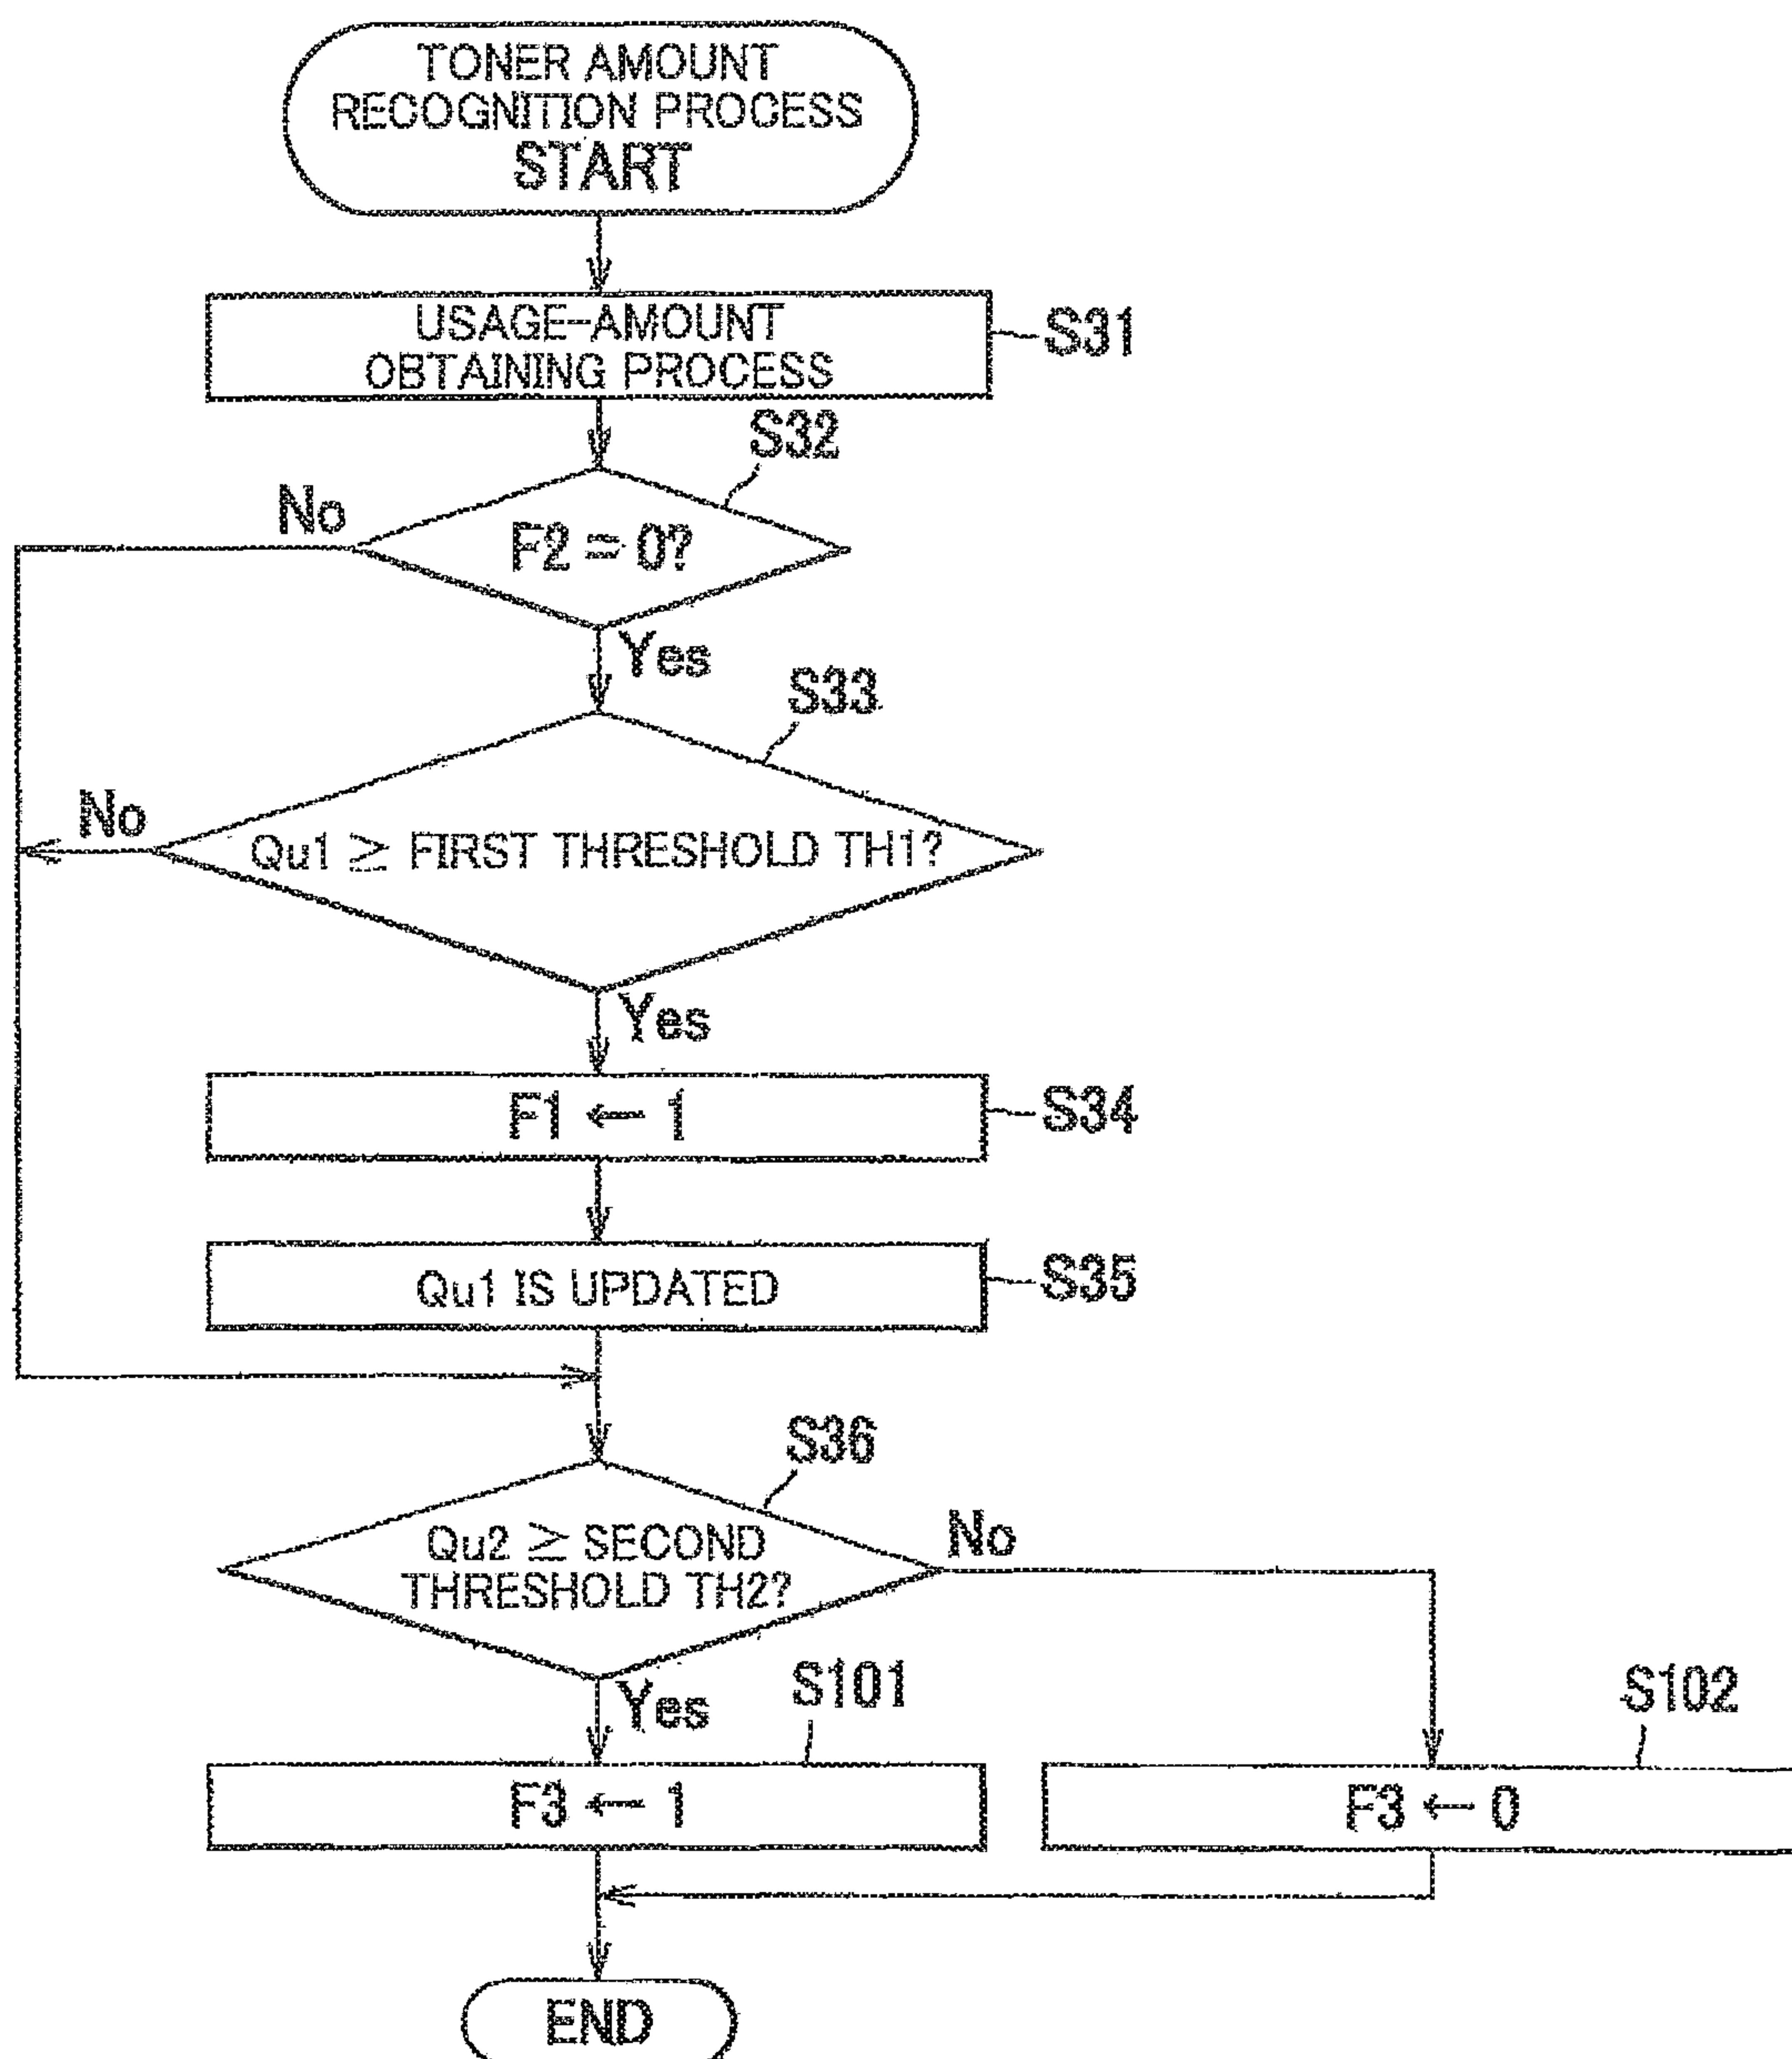 TONER AMOUNT
RECOGNITION PROCESS
START
USAGE-AMOUNT
OBTAINING PROCESS
S31
S32
No
F2 = 0?
Yes
S33
No
Qu1 ≥ FIRST THRESHOLD TH1?
Yes
F1 ← 1
S34
Qu1 IS UPDATED
S35
S36
Qu2 ≥ SECOND
THRESHOLD TH2?
No
Yes
S101
S102
F3 ← 1
F3 ← 0
END